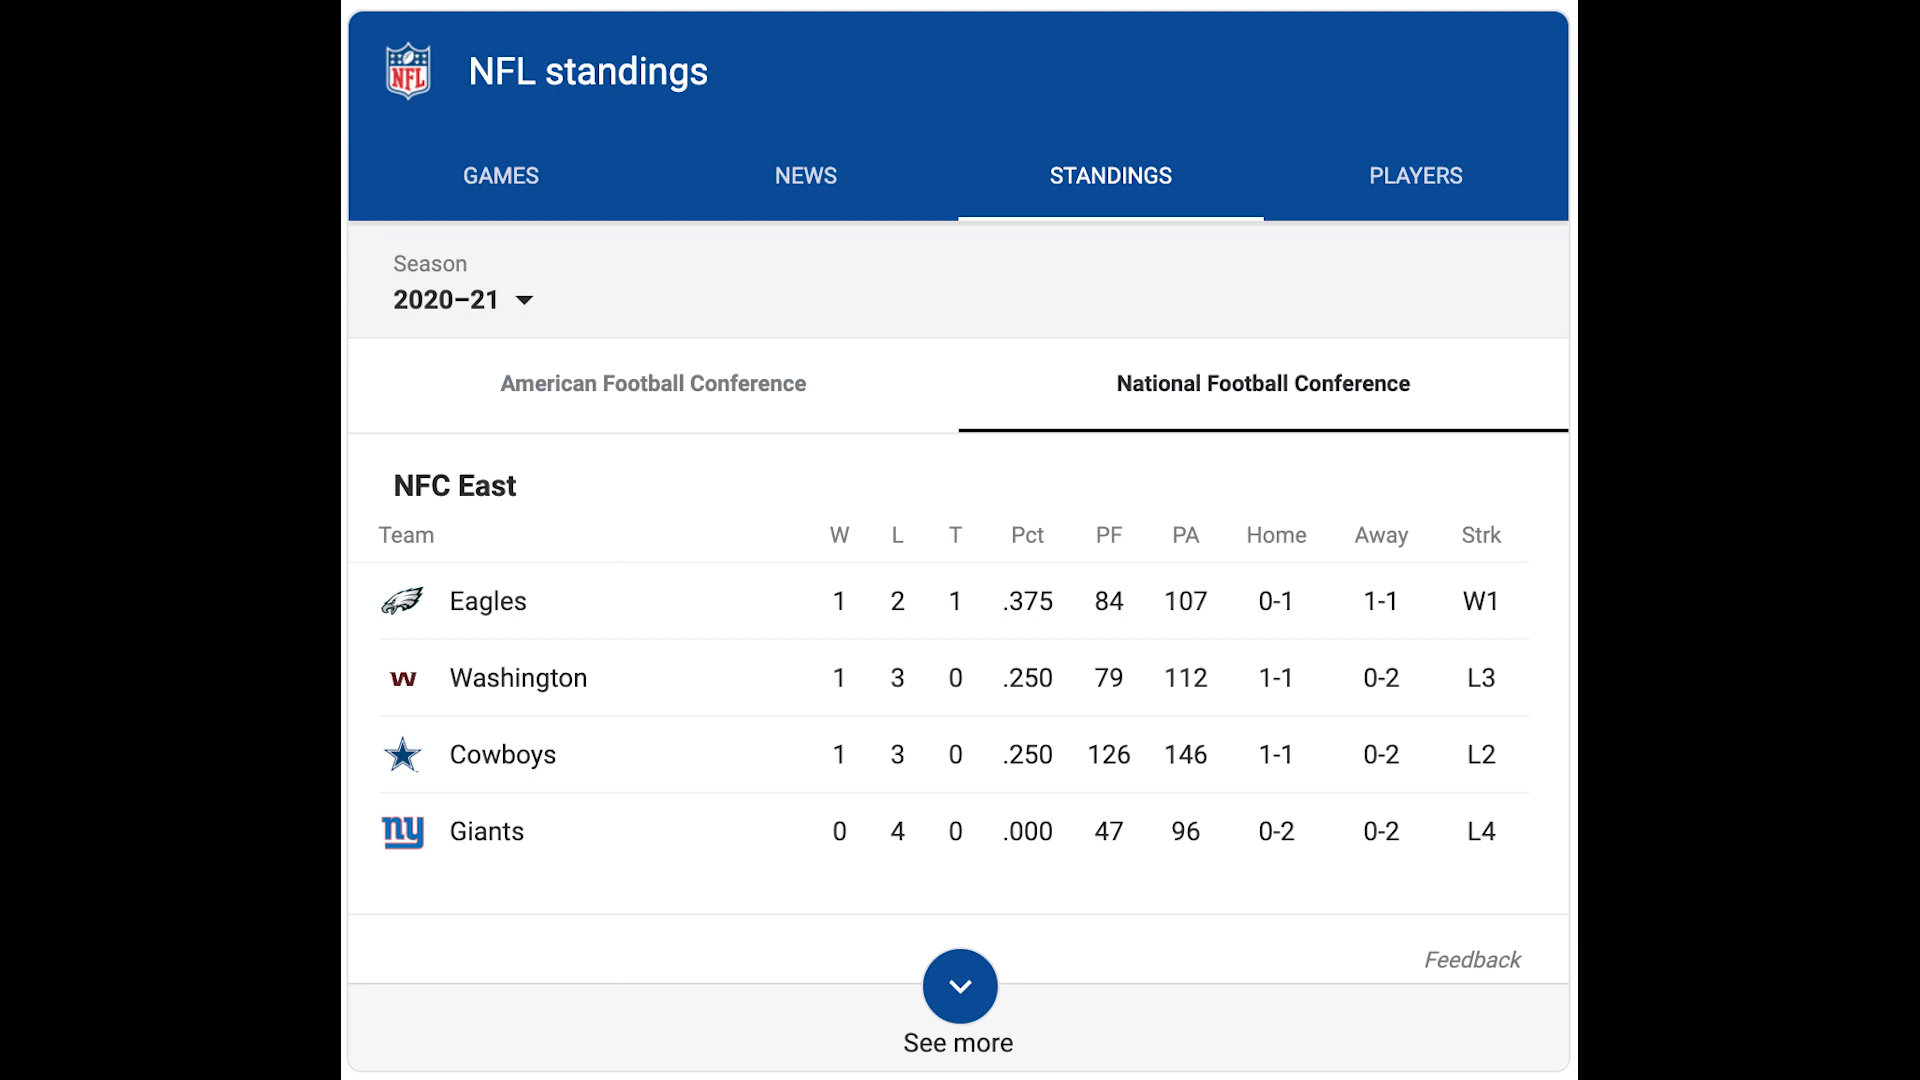 NFL
NFL standings
GAMES NEWS STANDINGS PLAYERS
Season
2020–21
American Football Conference National Football Conference
NFC East
Team W L T Pct PF PA Home Away Strk
Eagles 1 2 1 .375 84 107 0-1 1-1 W1
W Washington 1 3 0 .250 79 112 1-1 0-2 L3
Cowboys 1 3 0 .250 126 146 1-1 0-2 L2
ny Giants 0 4 0 .000 47 96 0-2 0-2 L4
Feedback
See more